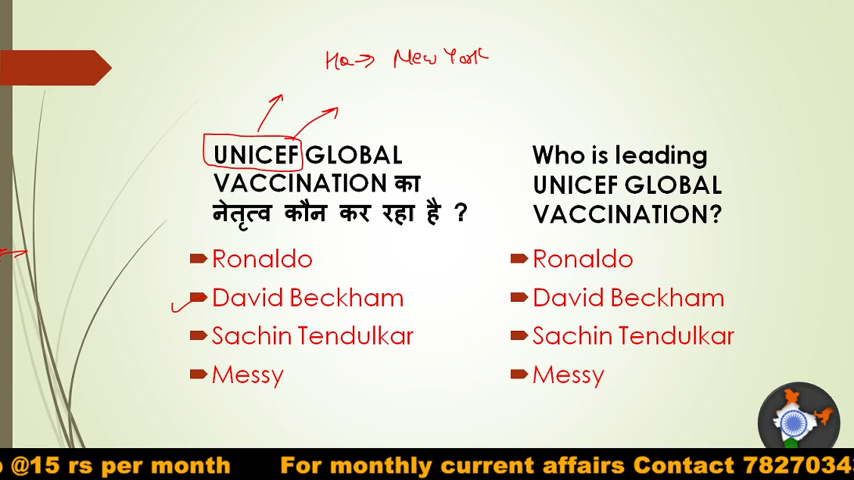 HQ → New York
UNICEF GLOBAL
VACCINATION का
नेतृत्व कौन कर रहा है ?
Ronaldo
David Beckham
Sachin Tendulkar
Messy
Who is leading
UNICEF GLOBAL
VACCINATION?
Ronaldo
David Beckham
Sachin Tendulkar
Messy
@15 rs per month For monthly current affairs Contact 7827034